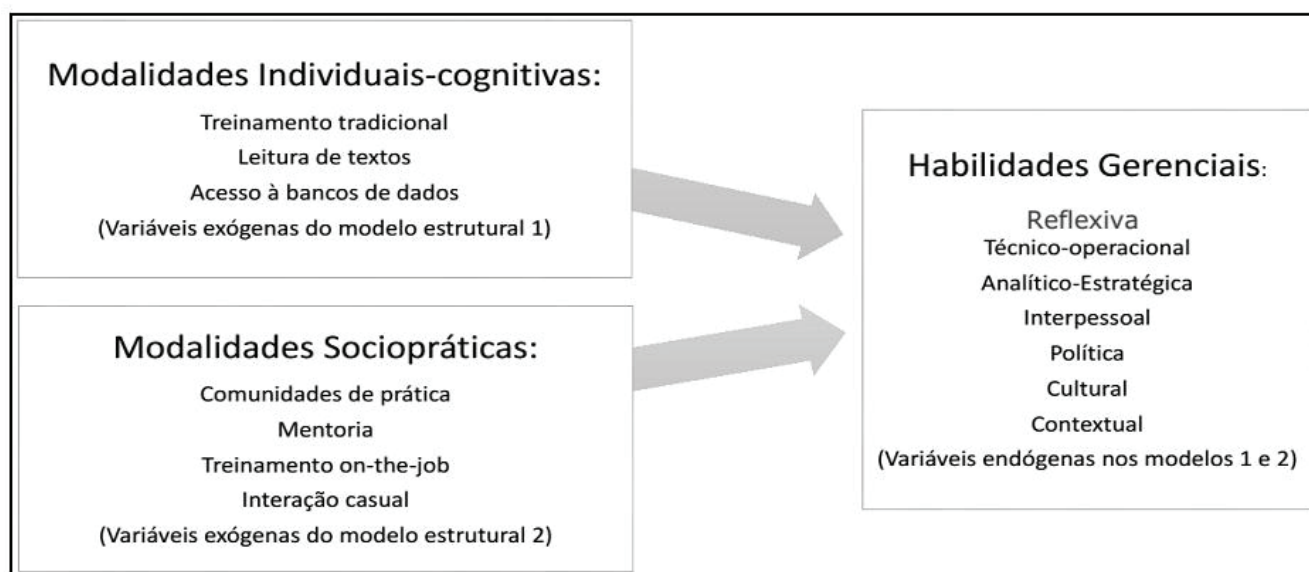 Modalidades Individuais-cognitivas:
Treinamento tradicional
Leitura de textos
Acesso à bancos de dados
(Variáveis exógenas do modelo estrutural 1)
Modalidades Sociopráticas:
Comunidades de prática
Mentoria
Treinamento on-the-job
Interação casual
(Variáveis exógenas do modelo estrutural 2)
Habilidades Gerenciais:
Reflexiva
Técnico-operacional
Analítico-Estratégica
Interpessoal
Política
Cultural
Contextual
(Variáveis endógenas nos modelos 1 e 2)